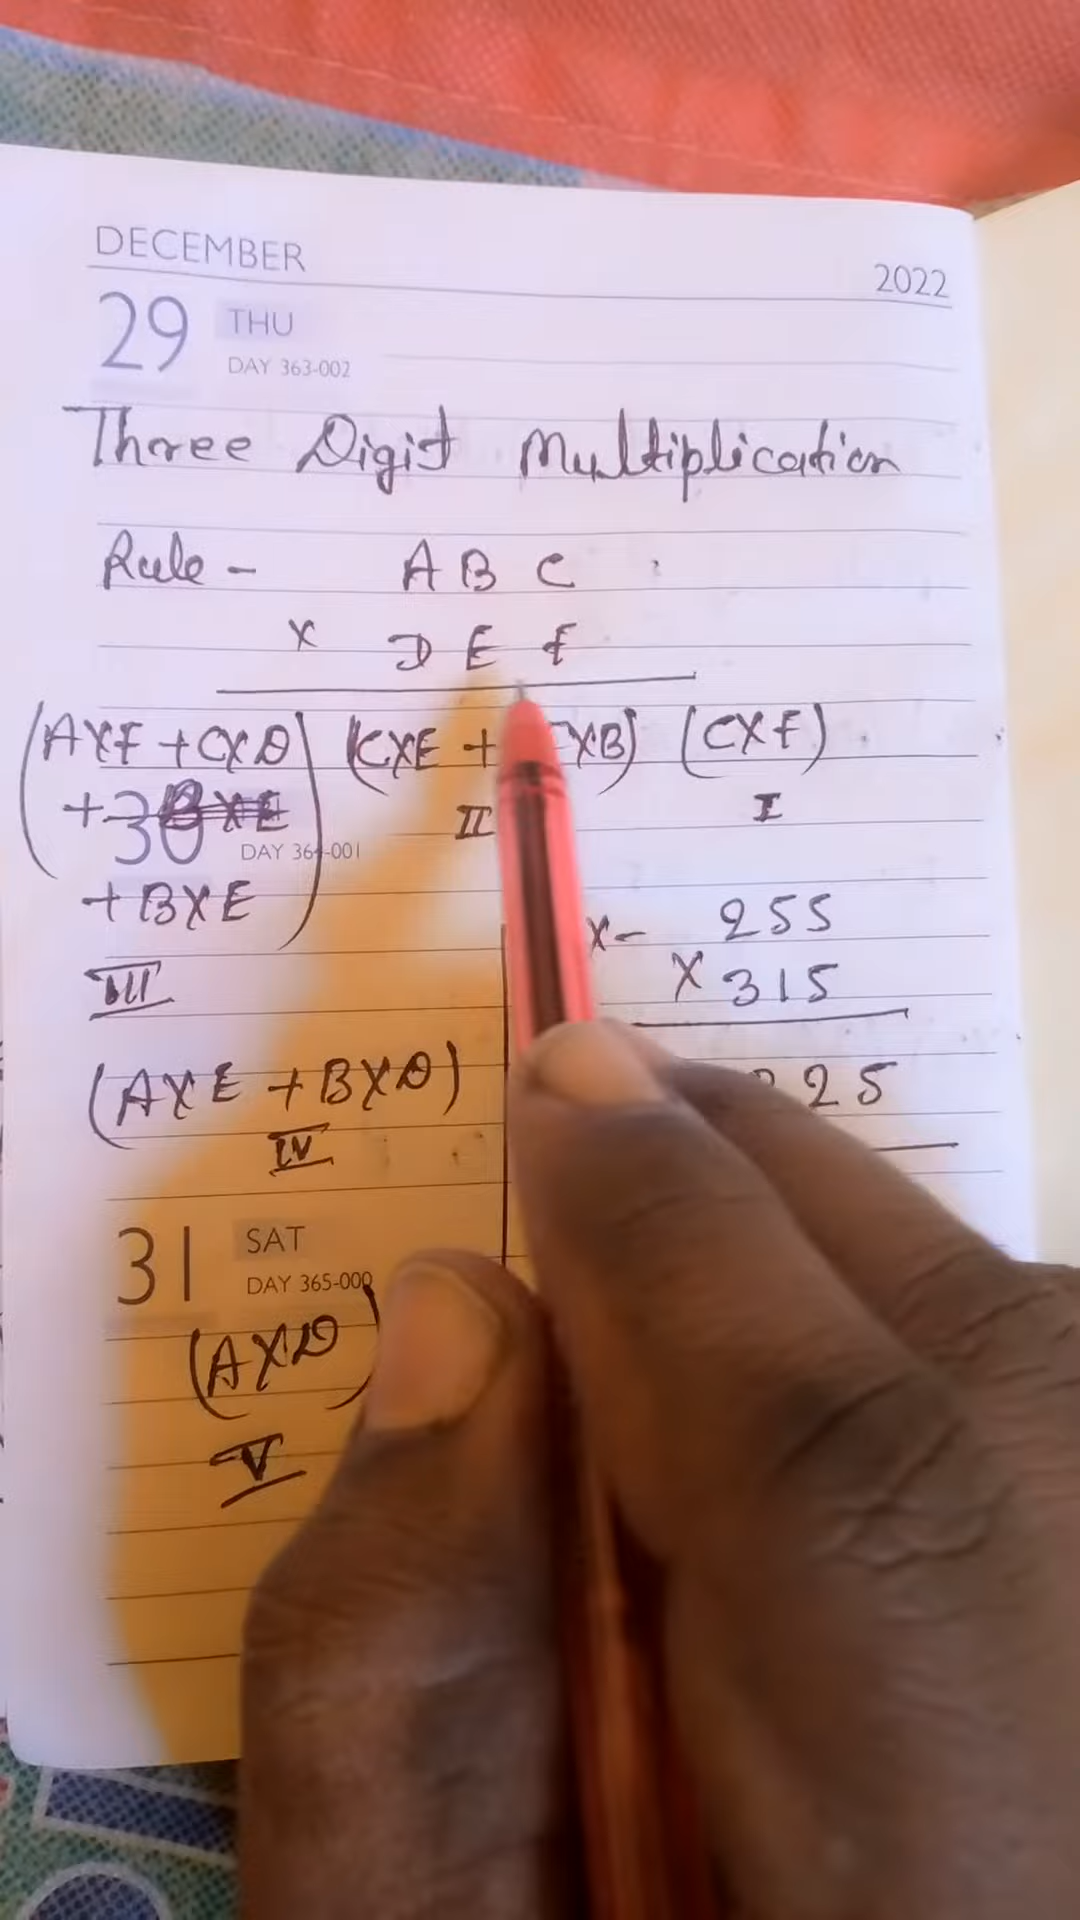 DECEMBER
2022
29 THU
DAY 363-002
Three Digit Multiplication
Rule - A B C
x D E F
(AXF + CXD) (CXE + XB) (CXF)
II I
+
30 DAY 364-001
+ BXE
III
x- 255
X 315
(AXE + BXD)
25
IV
31 SAT
DAY 365-000
(AXD)
V